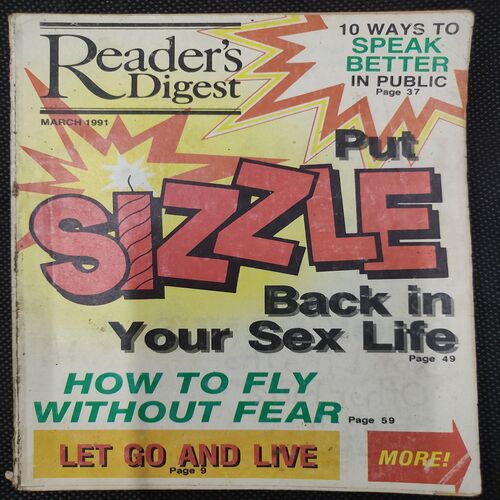 Reader's
Digest
MARCH 1991
10 WAYS TO
SPEAK
BETTER
IN PUBLIC
Page 37
Put
SIZZLE
Back in
Your Sex Life
Page 49
HOW TO FLY
WITHOUT FEAR Page 59
LET GO AND LIVE
Page 9
MORE!